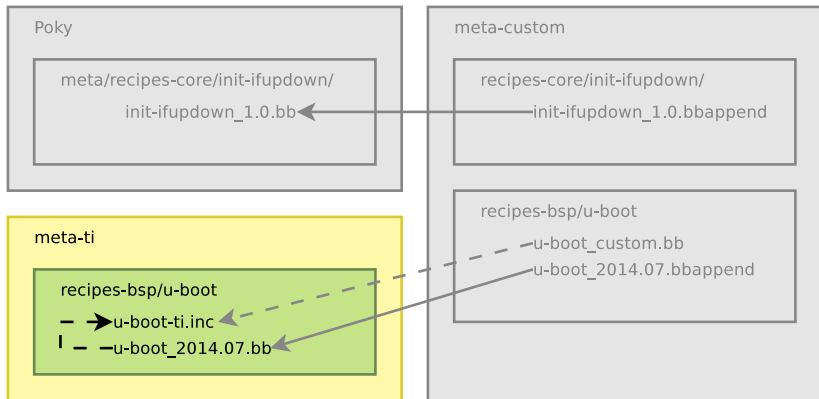 Poky
meta/recipes-core/init-ifupdown/
init-ifupdown_1.0.bb
meta-custom
recipes-core/init-ifupdown/
init-ifupdown_1.0.bbappend
recipes-bsp/u-boot
u-boot_custom.bb
u-boot_2014.07.bbappend
meta-ti
recipes-bsp/u-boot
u-boot-ti.inc
u-boot_2014.07.bb